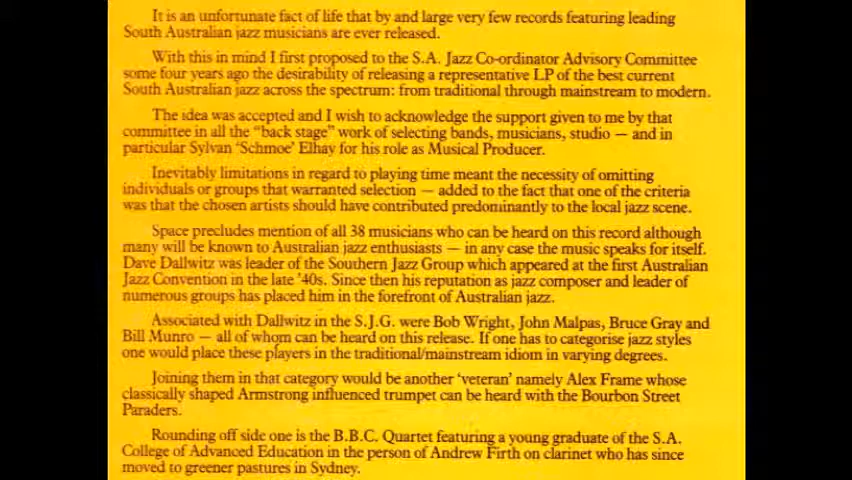 It is an unfortunate fact of life that by and large very few records featuring leading
South Australian jazz musicians are ever released.
With this in mind I first proposed to the S.A. Jazz Co-ordinator Advisory Committee
some four years ago the desirability of releasing a representative LP of the best current
South Australian jazz across the spectrum: from traditional through mainstream to modern.
The idea was accepted and I wish to acknowledge the support given to me by that
committee in all the "back stage" work of selecting bands, musicians, studio — and in
particular Sylvan 'Schmoe' Elhay for his role as Musical Producer.
Inevitably limitations in regard to playing time meant the necessity of omitting
individuals or groups that warranted selection — added to the fact that one of the criteria
was that the chosen artists should have contributed predominantly to the local jazz scene.
Space precludes mention of all 38 musicians who can be heard on this record although
many will be known to Australian jazz enthusiasts — in any case the music speaks for itself.
Dave Dallwitz was leader of the Southern Jazz Group which appeared at the first Australian
Jazz Convention in the late '40s. Since then his reputation as jazz composer and leader of
numerous groups has placed him in the forefront of Australian jazz.
Associated with Dallwitz in the S.J.G. were Bob Wright, John Malpas, Bruce Gray and
Bill Munro — all of whom can be heard on this release. If one has to categorise jazz styles
one would place these players in the traditional/mainstream idiom in varying degrees.
Joining them in that category would be another 'veteran' namely Alex Frame whose
classically shaped Armstrong influenced trumpet can be heard with the Bourbon Street
Paraders.
Rounding off side one is the B.B.C. Quartet featuring a young graduate of the S.A.
College of Advanced Education in the person of Andrew Firth on clarinet who has since
moved to greener pastures in Sydney.